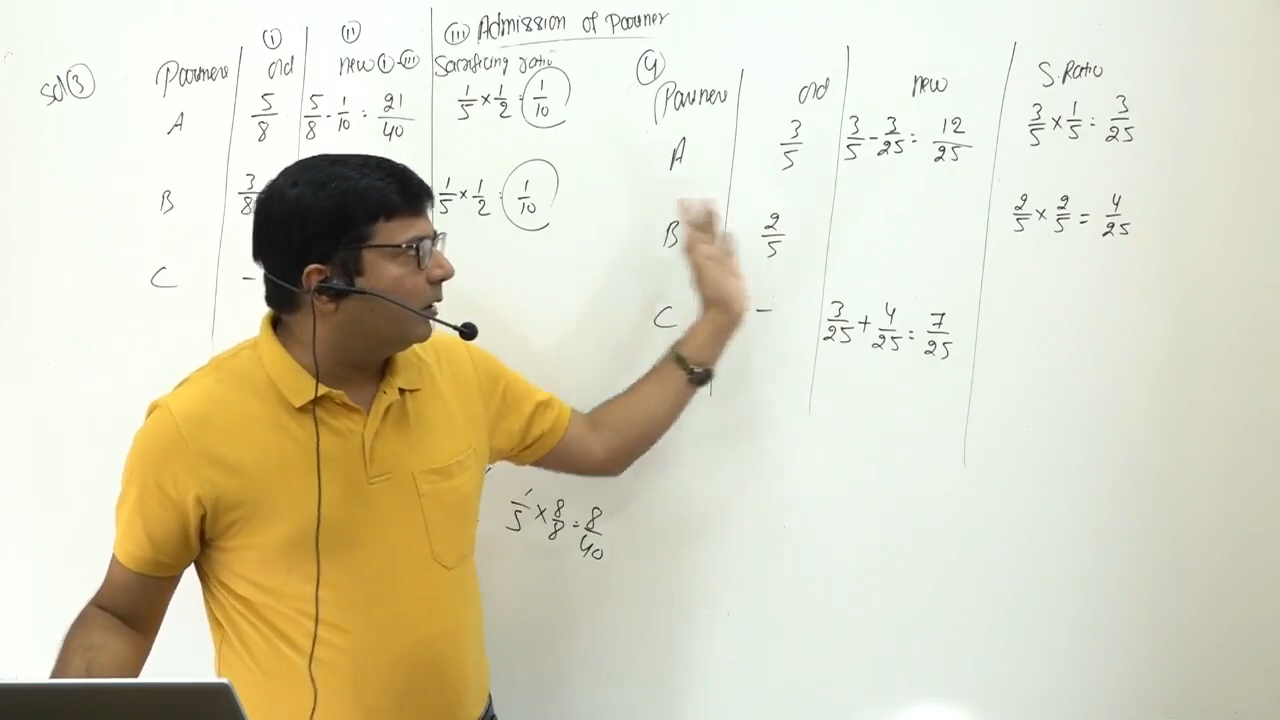 (III) Admission of Partner
(I) (II)
Sol (3) Partners old new (I)-(III) Sacrificing ratio
A 5/8 5/8 - 1/10 = 21/40 1/5 × 1/2 = 1/10
B 3/8 1/5 × 1/2 = 1/10
C -
1/5 × 8/8 = 8/40
(4)
Partners old new S.Ratio
A 3/5 3/5 - 3/25 = 12/25 3/5 × 1/5 = 3/25
B 2/5 2/5 × 2/5 = 4/25
C - 3/25 + 4/25 = 7/25